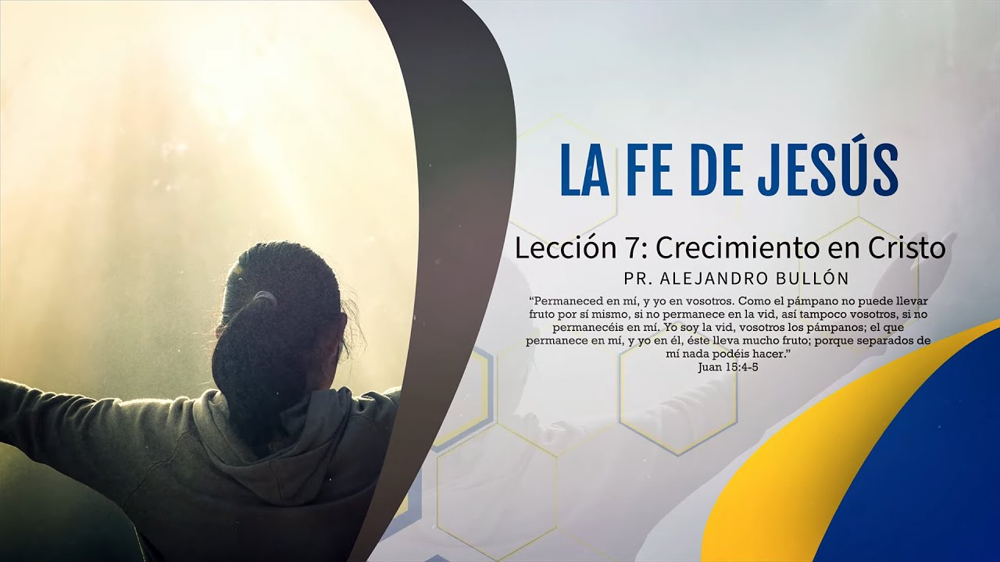 LA FE DE JESÚS
Lección 7: Crecimiento en Cristo
PR. ALEJANDRO BULLÓN
“Permaneced en mí, y yo en vosotros. Como el pámpano no puede llevar
fruto por sí mismo, si no permanece en la vid, así tampoco vosotros, si no
permanecéis en mí. Yo soy la vid, vosotros los pámpanos; el que
permanece en mí, y yo en él, éste lleva mucho fruto; porque separados de
mí nada podéis hacer.”
Juan 15:4-5